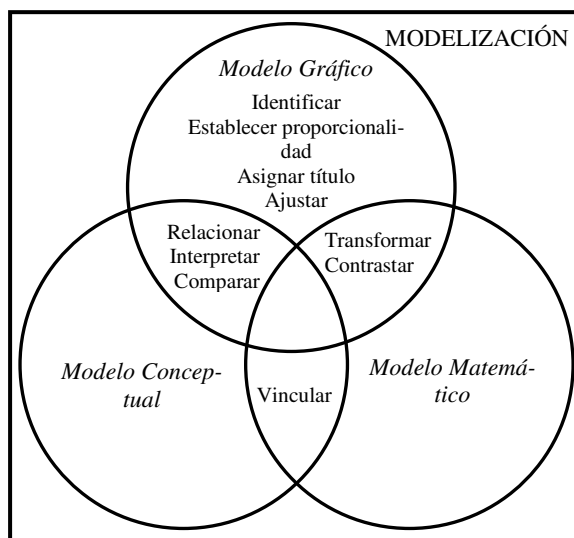 MODELIZACIÓN
Modelo Gráfico
Identificar
Establecer proporcionali-
dad
Asignar título
Ajustar
Relacionar
Interpretar
Comparar
Transformar
Contrastar
Modelo Concep-
tual
Vincular
Modelo Matemá-
tico